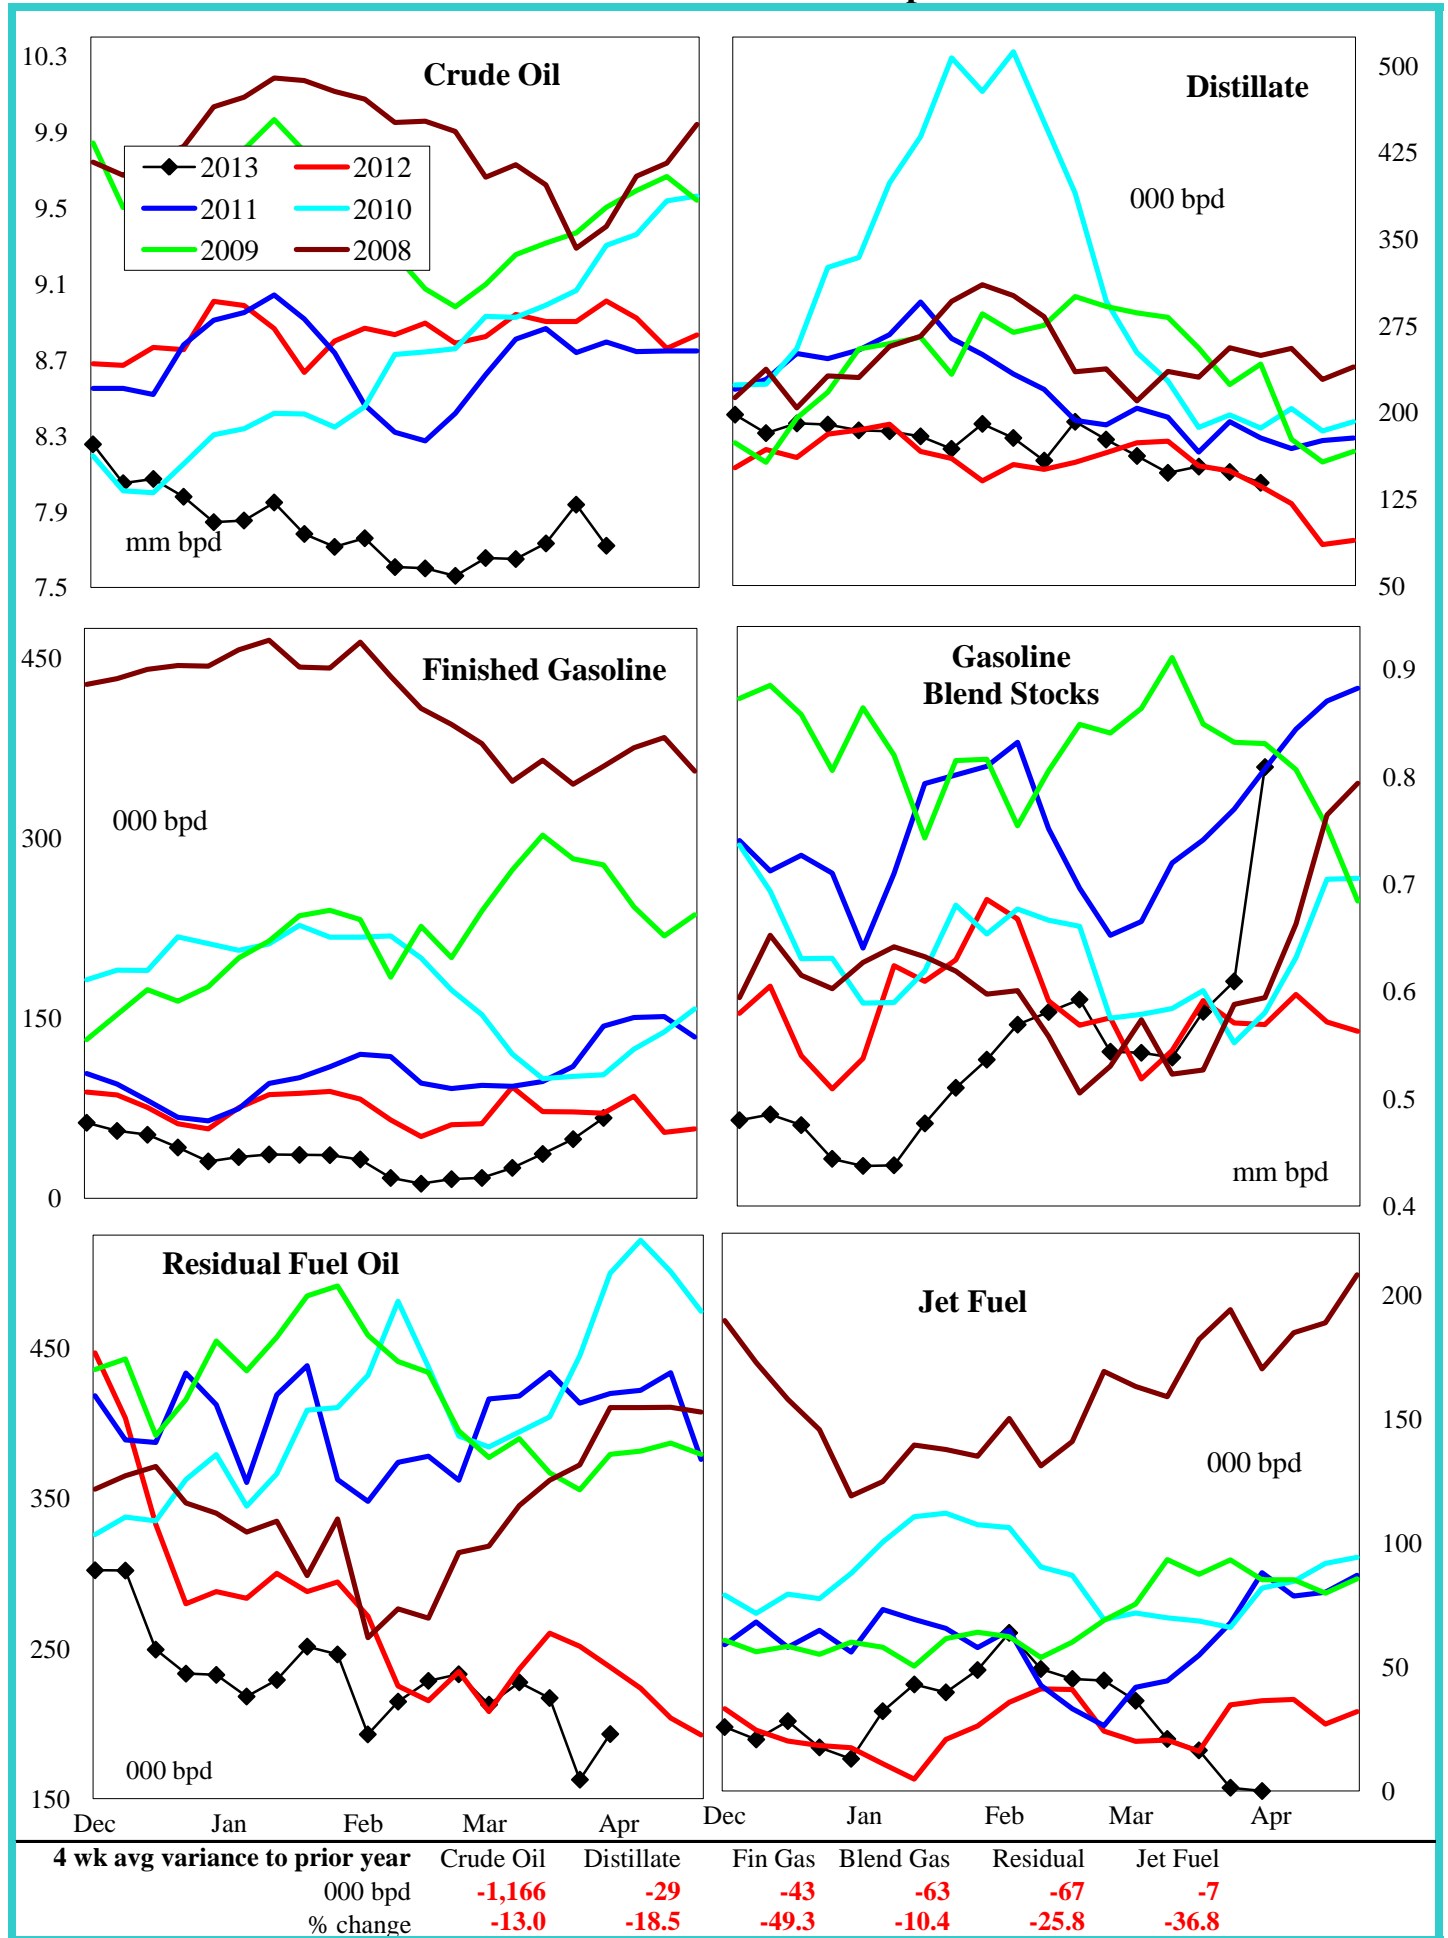 Crude Oil
Distillate
10.3
9.9
9.5
9.1
8.7
8.3
7.9
7.5
2013 2012
2011 2010
2009 2008
mm bpd
000 bpd
500
425
350
275
200
125
50
Finished Gasoline
Gasoline
Blend Stocks
450
300
150
0
000 bpd
mm bpd
0.9
0.8
0.7
0.6
0.5
0.4
Residual Fuel Oil
Jet Fuel
450
350
250
150
000 bpd
000 bpd
200
150
100
50
0
Dec Jan Feb Mar Apr
Dec Jan Feb Mar Apr
4 wk avg variance to prior year Crude Oil Distillate Fin Gas Blend Gas Residual Jet Fuel
000 bpd -1,166 -29 -43 -63 -67 -7
% change -13.0 -18.5 -49.3 -10.4 -25.8 -36.8